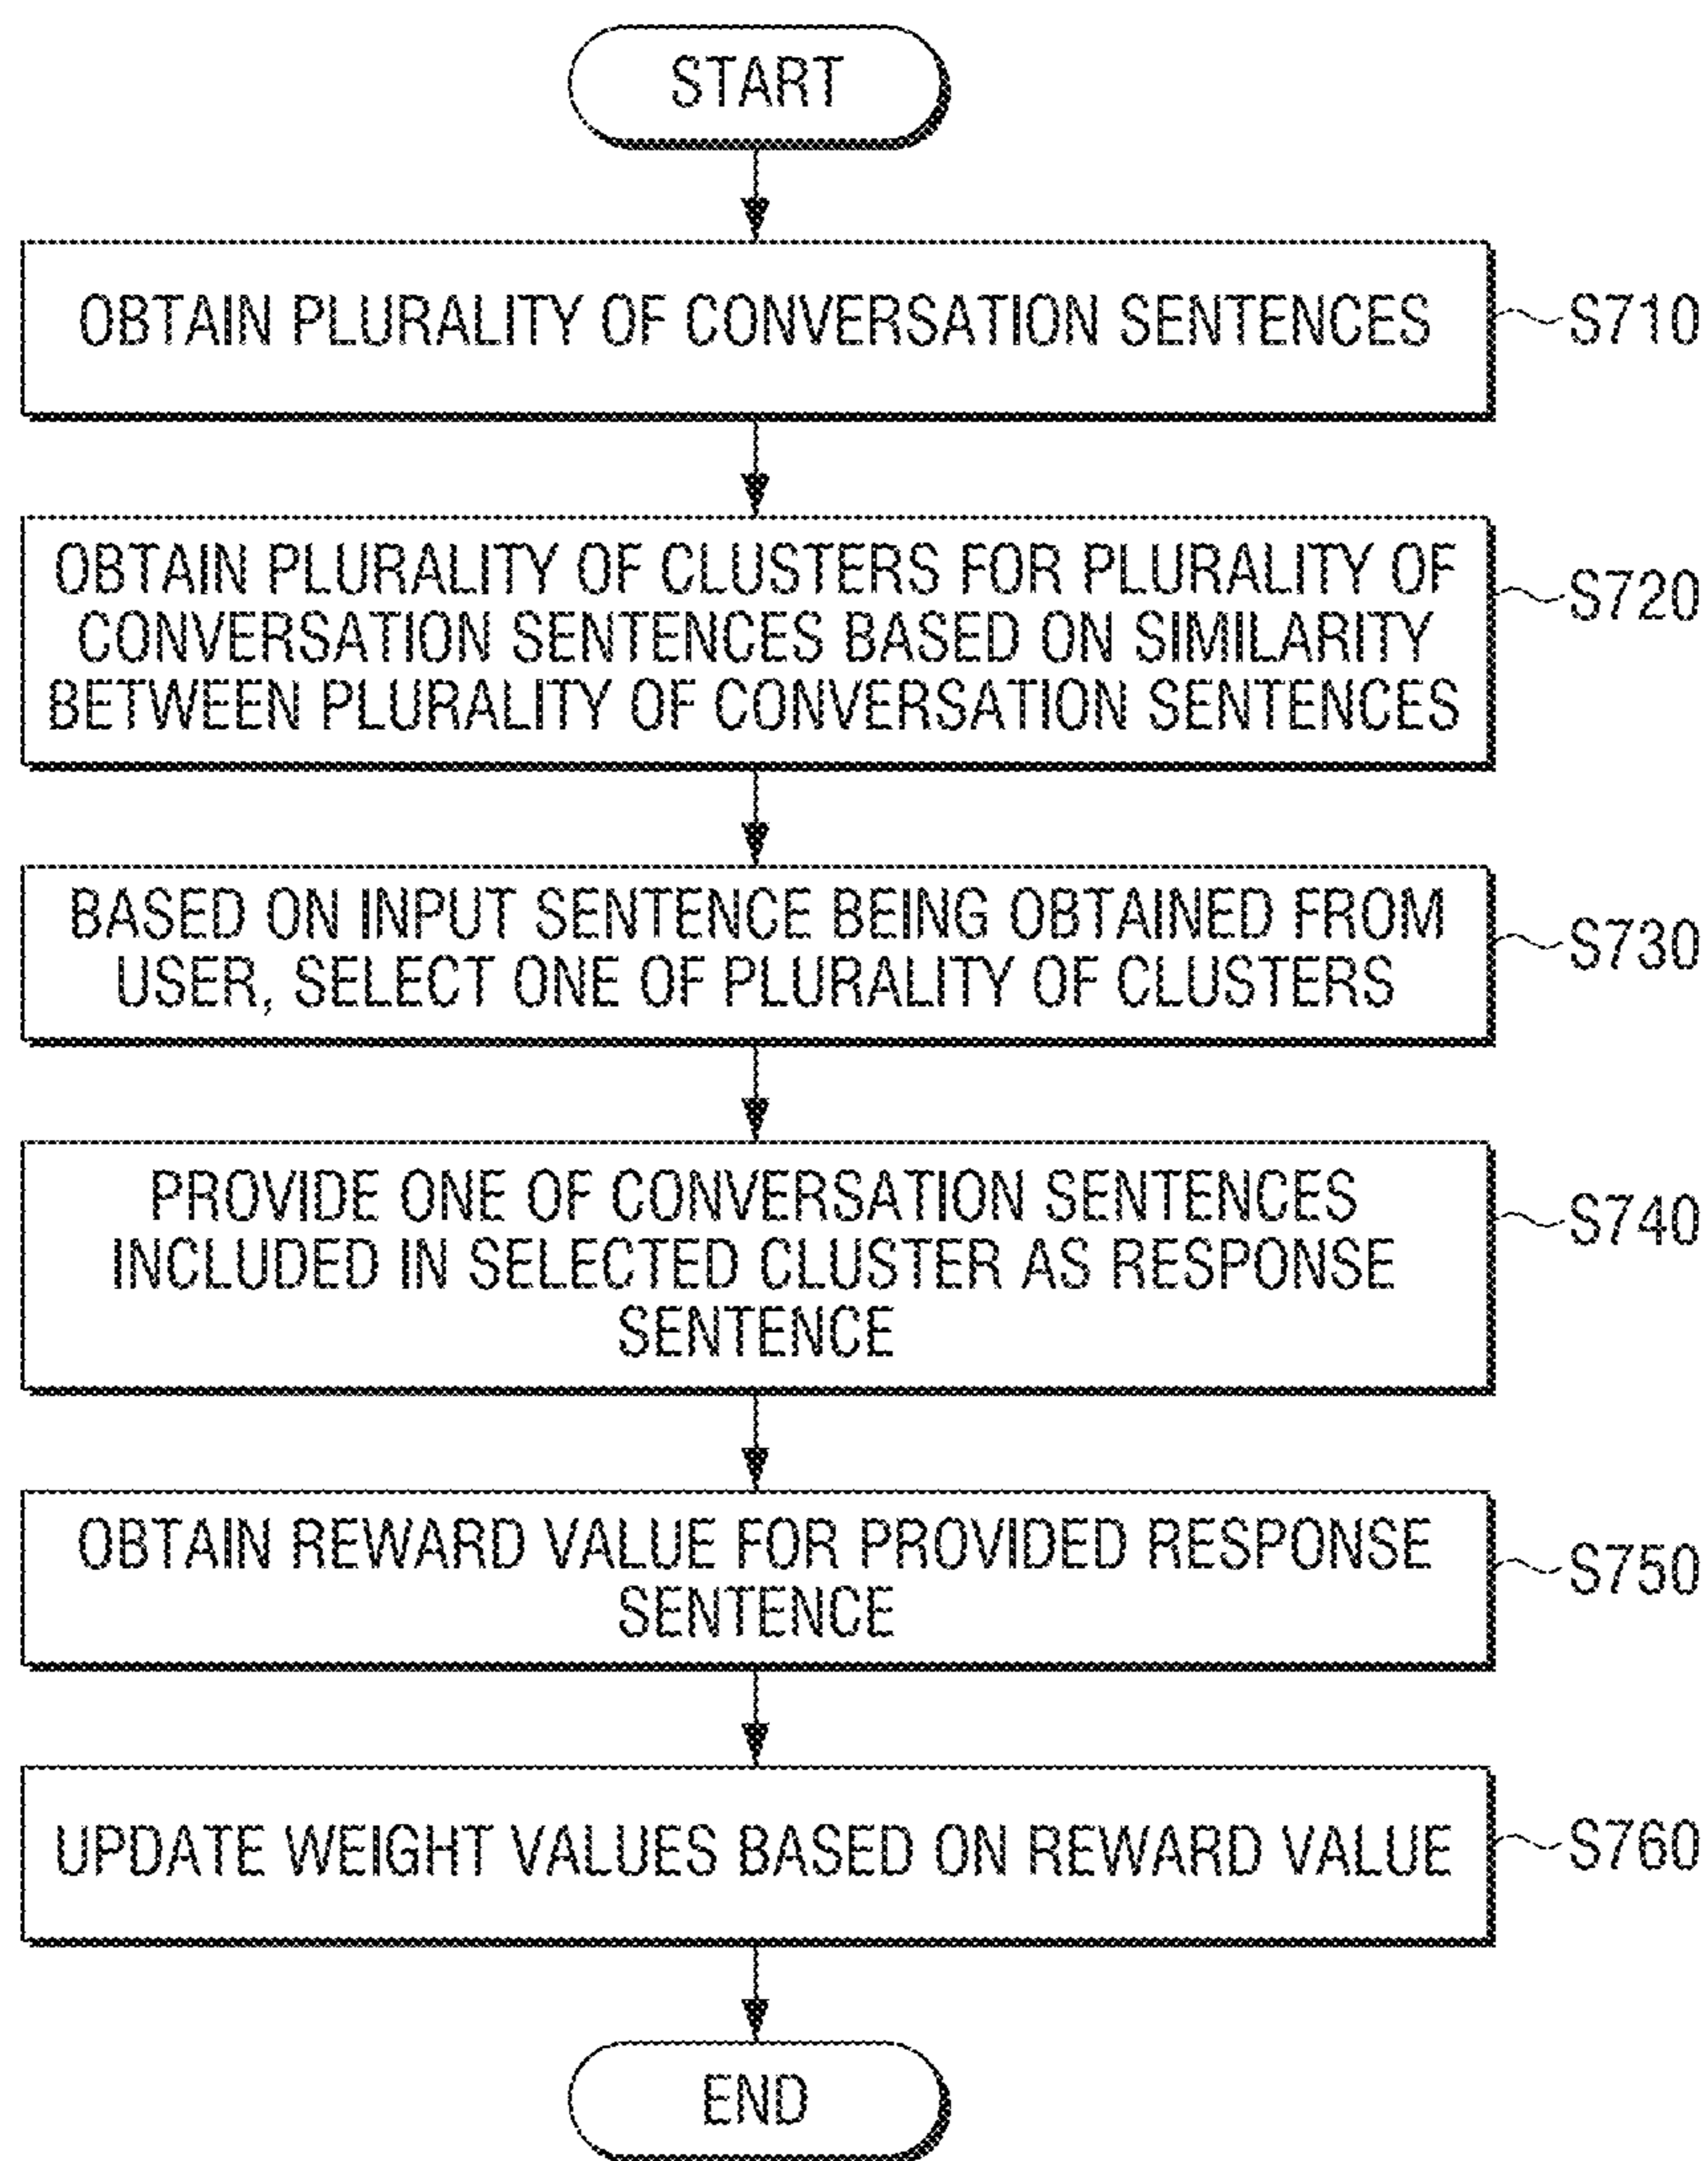 START
OBTAIN PLURALITY OF CONVERSATION SENTENCES
S710
OBTAIN PLURALITY OF CLUSTERS FOR PLURALITY OF
CONVERSATION SENTENCES BASED ON SIMILARITY
BETWEEN PLURALITY OF CONVERSATION SENTENCES
S720
BASED ON INPUT SENTENCE BEING OBTAINED FROM
USER, SELECT ONE OF PLURALITY OF CLUSTERS
S730
PROVIDE ONE OF CONVERSATION SENTENCES
INCLUDED IN SELECTED CLUSTER AS RESPONSE
SENTENCE
S740
OBTAIN REWARD VALUE FOR PROVIDED RESPONSE
SENTENCE
S750
UPDATE WEIGHT VALUES BASED ON REWARD VALUE
S760
END